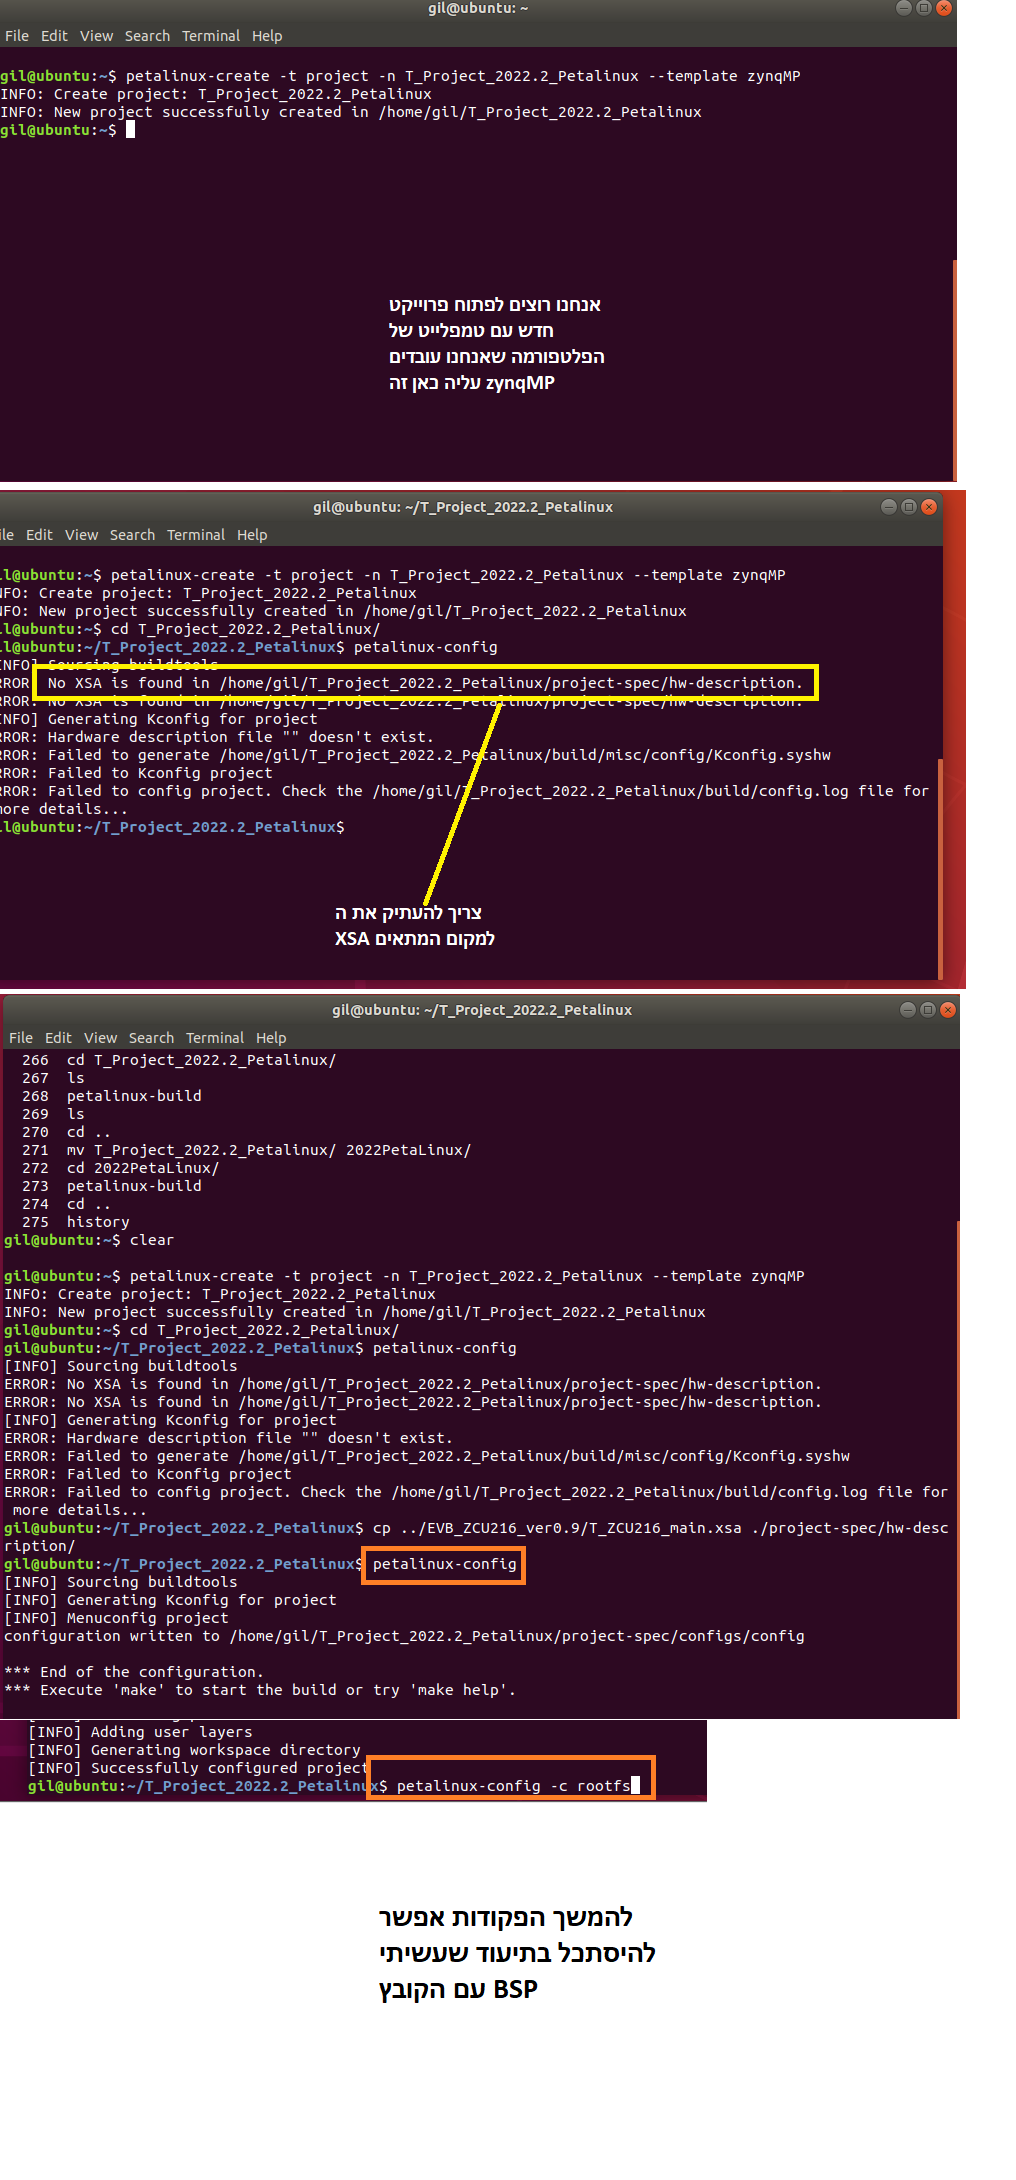 gil@ubuntu: ~
File Edit View Search Terminal Help
gil@ubuntu:~$ petalinux-create -t project -n T_Project_2022.2_Petalinux --template zynqMP
INFO: Create project: T_Project_2022.2_Petalinux
INFO: New project successfully created in /home/gil/T_Project_2022.2_Petalinux
gil@ubuntu:~$
אנחנו רוצים לפתוח פרוייקט
חדש עם טמפלייט של
הפלטפורמה שאנחנו עובדים
עליה כאן זה zynqMP
gil@ubuntu: ~/T_Project_2022.2_Petalinux
ile Edit View Search Terminal Help
il@ubuntu:~$ petalinux-create -t project -n T_Project_2022.2_Petalinux --template zynqMP
NFO: Create project: T_Project_2022.2_Petalinux
NFO: New project successfully created in /home/gil/T_Project_2022.2_Petalinux
il@ubuntu:~$ cd T_Project_2022.2_Petalinux/
il@ubuntu:~/T_Project_2022.2_Petalinux$ petalinux-config
INFO] Sourcing buildtools
RROR: No XSA is found in /home/gil/T_Project_2022.2_Petalinux/project-spec/hw-description.
RROR: No XSA is found in /home/gil/T_Project_2022.2_Petalinux/project-spec/hw-description.
INFO] Generating Kconfig for project
RROR: Hardware description file "" doesn't exist.
RROR: Failed to generate /home/gil/T_Project_2022.2_Petalinux/build/misc/config/Kconfig.syshw
RROR: Failed to Kconfig project
RROR: Failed to config project. Check the /home/gil/T_Project_2022.2_Petalinux/build/config.log file for
more details...
il@ubuntu:~/T_Project_2022.2_Petalinux$
צריך להעתיק את ה
XSA למקום המתאים
gil@ubuntu: ~/T_Project_2022.2_Petalinux
File Edit View Search Terminal Help
266 cd T_Project_2022.2_Petalinux/
267 ls
268 petalinux-build
269 ls
270 cd ..
271 mv T_Project_2022.2_Petalinux/ 2022PetaLinux/
272 cd 2022PetaLinux/
273 petalinux-build
274 cd ..
275 history
gil@ubuntu:~$ clear
gil@ubuntu:~$ petalinux-create -t project -n T_Project_2022.2_Petalinux --template zynqMP
INFO: Create project: T_Project_2022.2_Petalinux
INFO: New project successfully created in /home/gil/T_Project_2022.2_Petalinux
gil@ubuntu:~$ cd T_Project_2022.2_Petalinux/
gil@ubuntu:~/T_Project_2022.2_Petalinux$ petalinux-config
[INFO] Sourcing buildtools
ERROR: No XSA is found in /home/gil/T_Project_2022.2_Petalinux/project-spec/hw-description.
ERROR: No XSA is found in /home/gil/T_Project_2022.2_Petalinux/project-spec/hw-description.
[INFO] Generating Kconfig for project
ERROR: Hardware description file "" doesn't exist.
ERROR: Failed to generate /home/gil/T_Project_2022.2_Petalinux/build/misc/config/Kconfig.syshw
ERROR: Failed to Kconfig project
ERROR: Failed to config project. Check the /home/gil/T_Project_2022.2_Petalinux/build/config.log file for
more details...
gil@ubuntu:~/T_Project_2022.2_Petalinux$ cp ../EVB_ZCU216_ver0.9/T_ZCU216_main.xsa ./project-spec/hw-desc
ription/
gil@ubuntu:~/T_Project_2022.2_Petalinux$ petalinux-config
[INFO] Sourcing buildtools
[INFO] Generating Kconfig for project
[INFO] Menuconfig project
configuration written to /home/gil/T_Project_2022.2_Petalinux/project-spec/configs/config
*** End of the configuration.
*** Execute 'make' to start the build or try 'make help'.
[INFO] Adding user layers
[INFO] Generating workspace directory
[INFO] Successfully configured project
gil@ubuntu:~/T_Project_2022.2_Petalinux$ petalinux-config -c rootfs
להמשך הפקודות אפשר
להיסתכל בתיעוד שעשיתי
עם הקובץ BSP